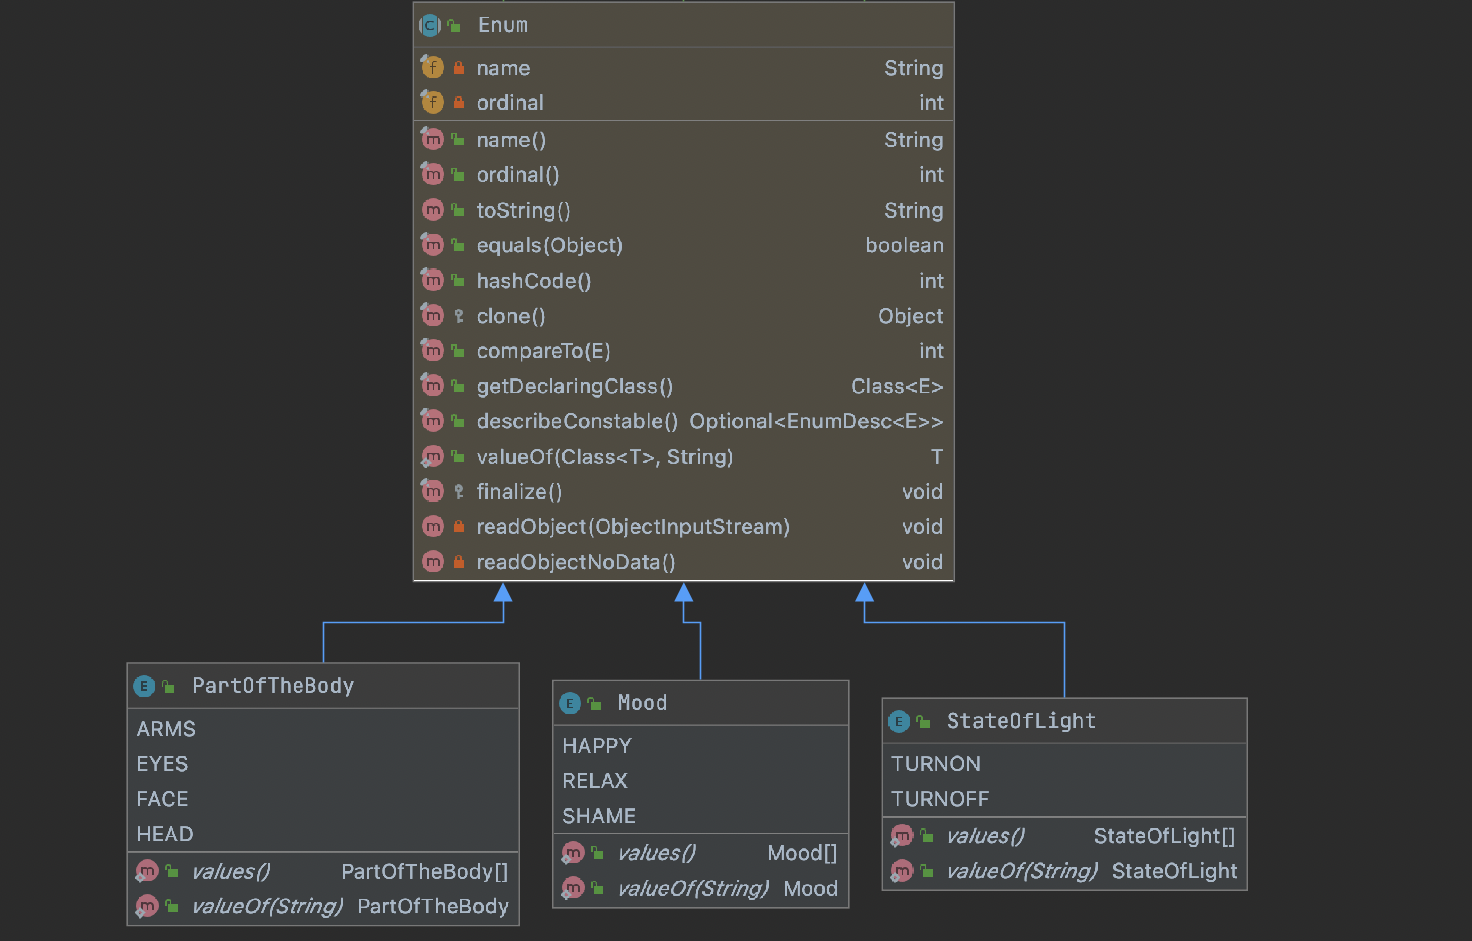 Enum
name String
ordinal int
name() String
ordinal() int
toString() String
equals(Object) boolean
hashCode() int
clone() Object
compareTo(E) int
getDeclaringClass() Class<E>
describeConstable() Optional<EnumDesc<E>>
valueOf(Class<T>, String) T
finalize() void
readObject(ObjectInputStream) void
readObjectNoData() void
PartOfTheBody
ARMS
EYES
FACE
HEAD
values() PartOfTheBody[]
valueOf(String) PartOfTheBody
Mood
HAPPY
RELAX
SHAME
values() Mood[]
valueOf(String) Mood
StateOfLight
TURNON
TURNOFF
values() StateOfLight[]
valueOf(String) StateOfLight